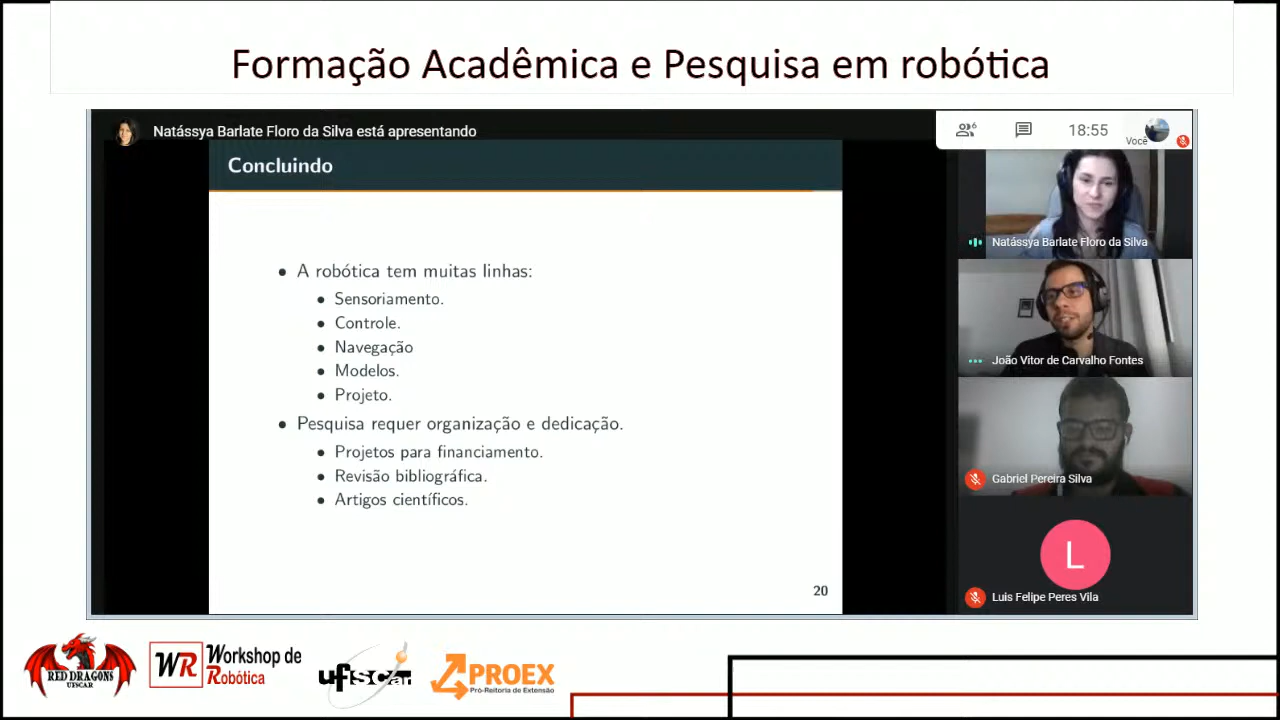 Formação Acadêmica e Pesquisa em robótica
Natássya Barlate Floro da Silva está apresentando
6
18:55
Você
Concluindo
• A robótica tem muitas linhas:
• Sensoriamento.
• Controle.
• Navegação
• Modelos.
• Projeto.
• Pesquisa requer organização e dedicação.
• Projetos para financiamento.
• Revisão bibliográfica.
• Artigos científicos.
20
Natássya Barlate Floro da Silva
João Vitor de Carvalho Fontes
Gabriel Pereira Silva
L
Luis Felipe Peres Vila
RED DRAGONS
UFSCAR
WR
Workshop de
Robótica
ufscar
PROEX
Pró-Reitoria de Extensão